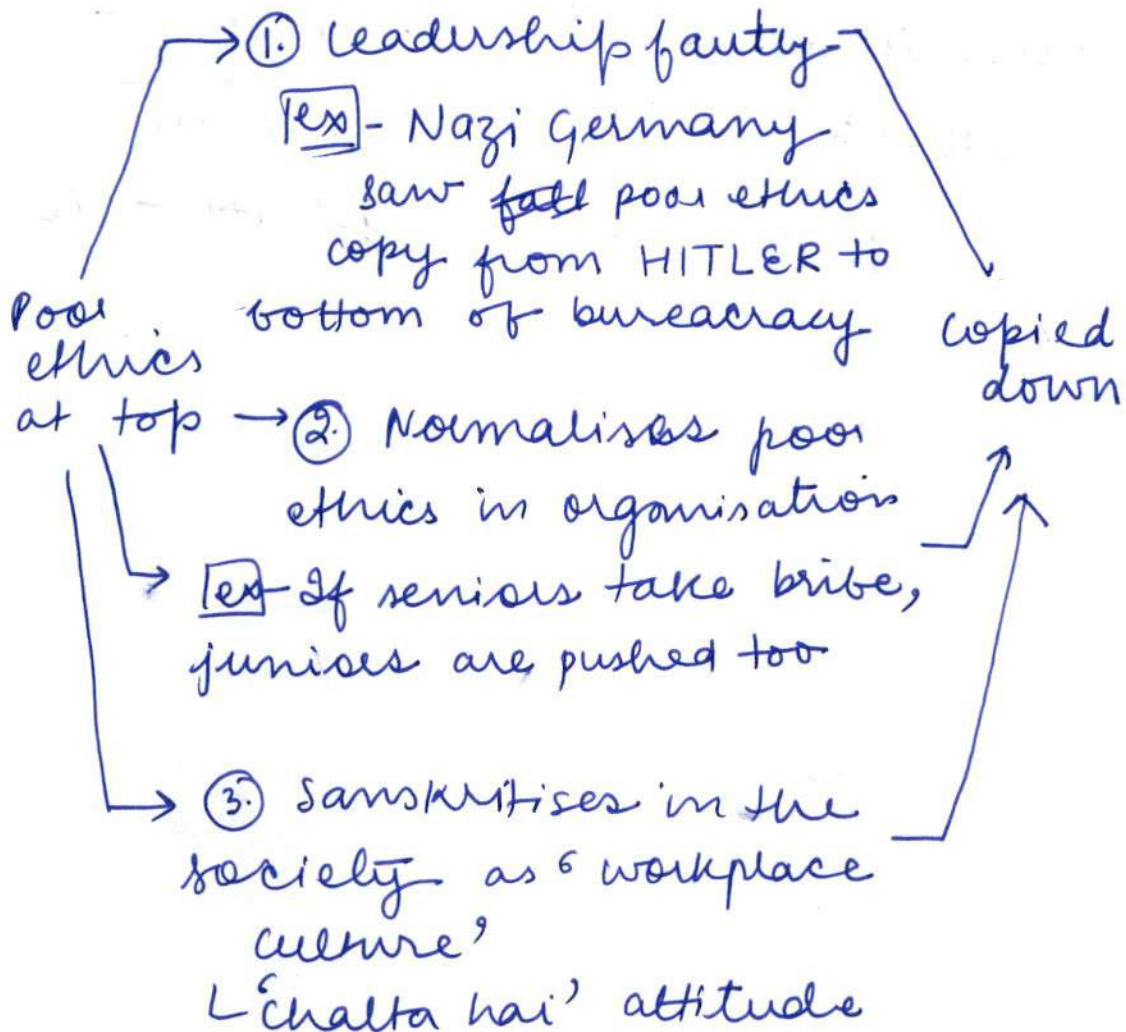 ① Leadership faulty
ex - Nazi Germany
saw fall poor ethics
copy from HITLER to
bottom of bureacracy
Poor
ethics
at top
② Normalises poor
ethics in organisation
ex - If seniors take bribe,
juniors are pushed too
③ Sanskritises in the
society as 'workplace
culture'
'chalta hai' attitude
copied
down